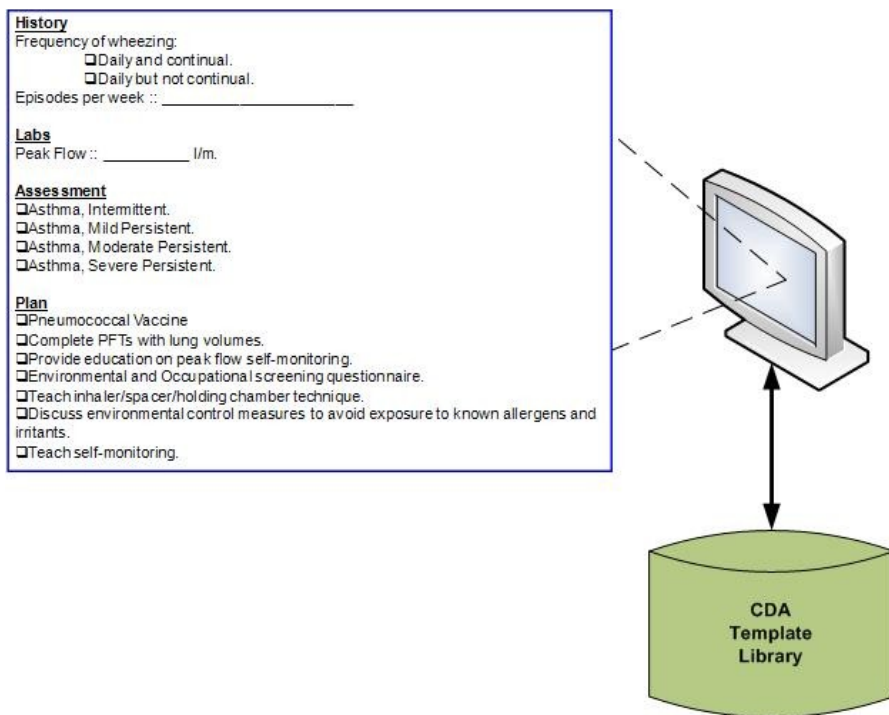 History
Frequency of wheezing:
❑Daily and continual.
❑Daily but not continual.
Episodes per week :: ______________________
Labs
Peak Flow :: __________ l/m.
Assessment
❑Asthma, Intermittent.
❑Asthma, Mild Persistent.
❑Asthma, Moderate Persistent.
❑Asthma, Severe Persistent.
Plan
❑Pneumococcal Vaccine
❑Complete PFTs with lung volumes.
❑Provide education on peak flow self-monitoring.
❑Environmental and Occupational screening questionnaire.
❑Teach inhaler/spacer/holding chamber technique.
❑Discuss environmental control measures to avoid exposure to known allergens and
irritants.
❑Teach self-monitoring.
CDA
Template
Library